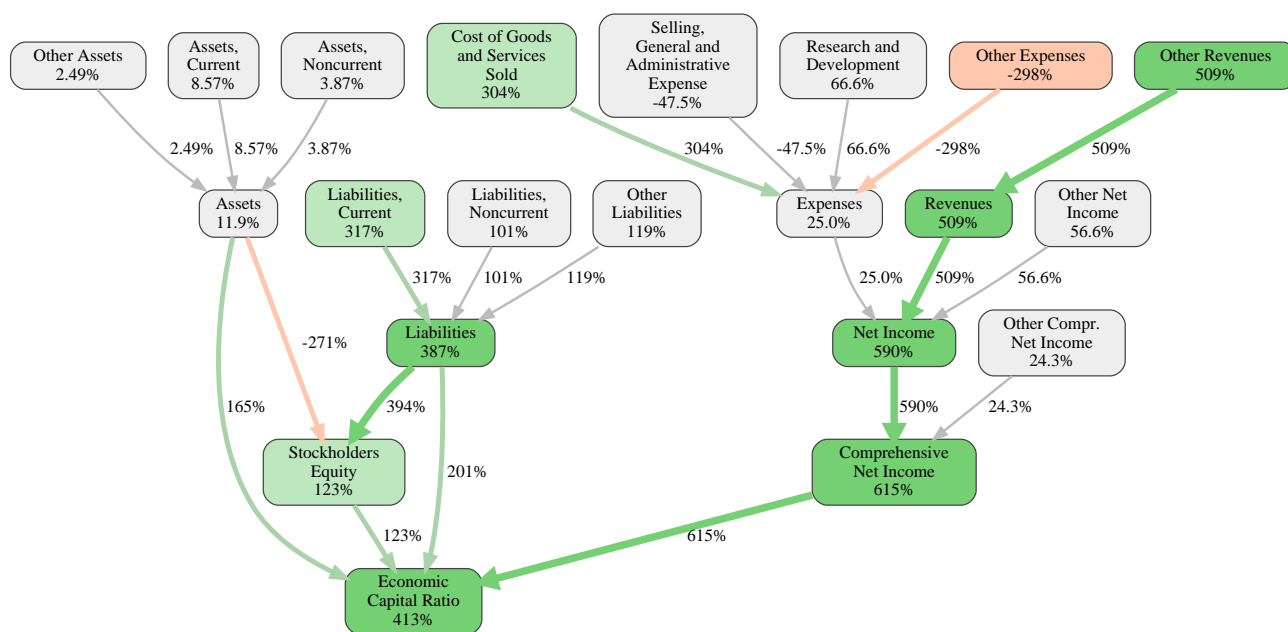 Other Assets
2.49%
Assets,
Current
8.57%
Assets,
Noncurrent
3.87%
Cost of Goods
and Services
Sold
304%
Selling,
General and
Administrative
Expense
-47.5%
Research and
Development
66.6%
Other Expenses
-298%
Other Revenues
509%
2.49%
8.57%
3.87%
304%
-47.5%
66.6%
-298%
509%
Assets
11.9%
Liabilities,
Current
317%
Liabilities,
Noncurrent
101%
Other
Liabilities
119%
Expenses
25.0%
Revenues
509%
Other Net
Income
56.6%
317%
101%
119%
25.0%
509%
56.6%
Liabilities
387%
Net Income
590%
Other Compr.
Net Income
24.3%
-271%
165%
394%
590%
24.3%
Stockholders
Equity
123%
201%
Comprehensive
Net Income
615%
123%
615%
Economic
Capital Ratio
413%